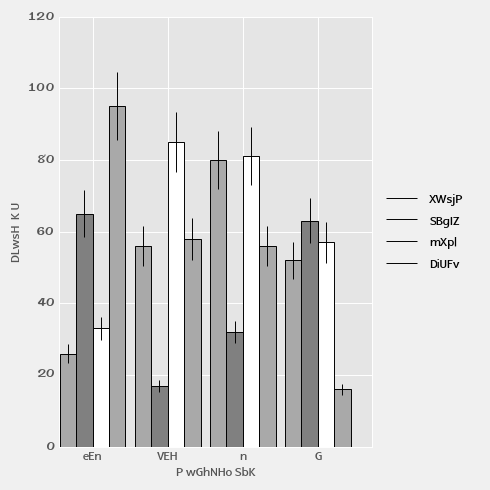 120
100
80
60
40
20
0
DLwsH K U
eEn VEH n G
P wGhNHo SbK
XWsjP
SBgIZ
mXpl
DiUFv